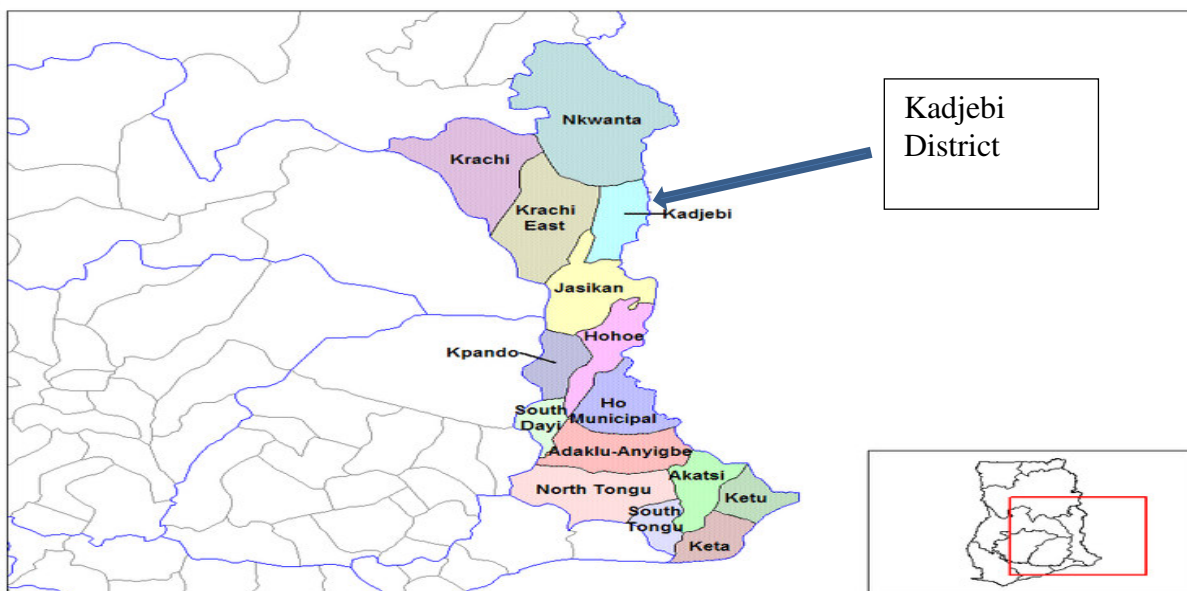 Nkwanta
Kadjebi
District
Krachi
Krachi
East
Kadjebi
Jasikan
Hohoe
Kpando
Ho
Municipal
South
Dayi
Adaklu-Anyigbe
Akatsi
North Tongu
Ketu
South
Tongu
Keta